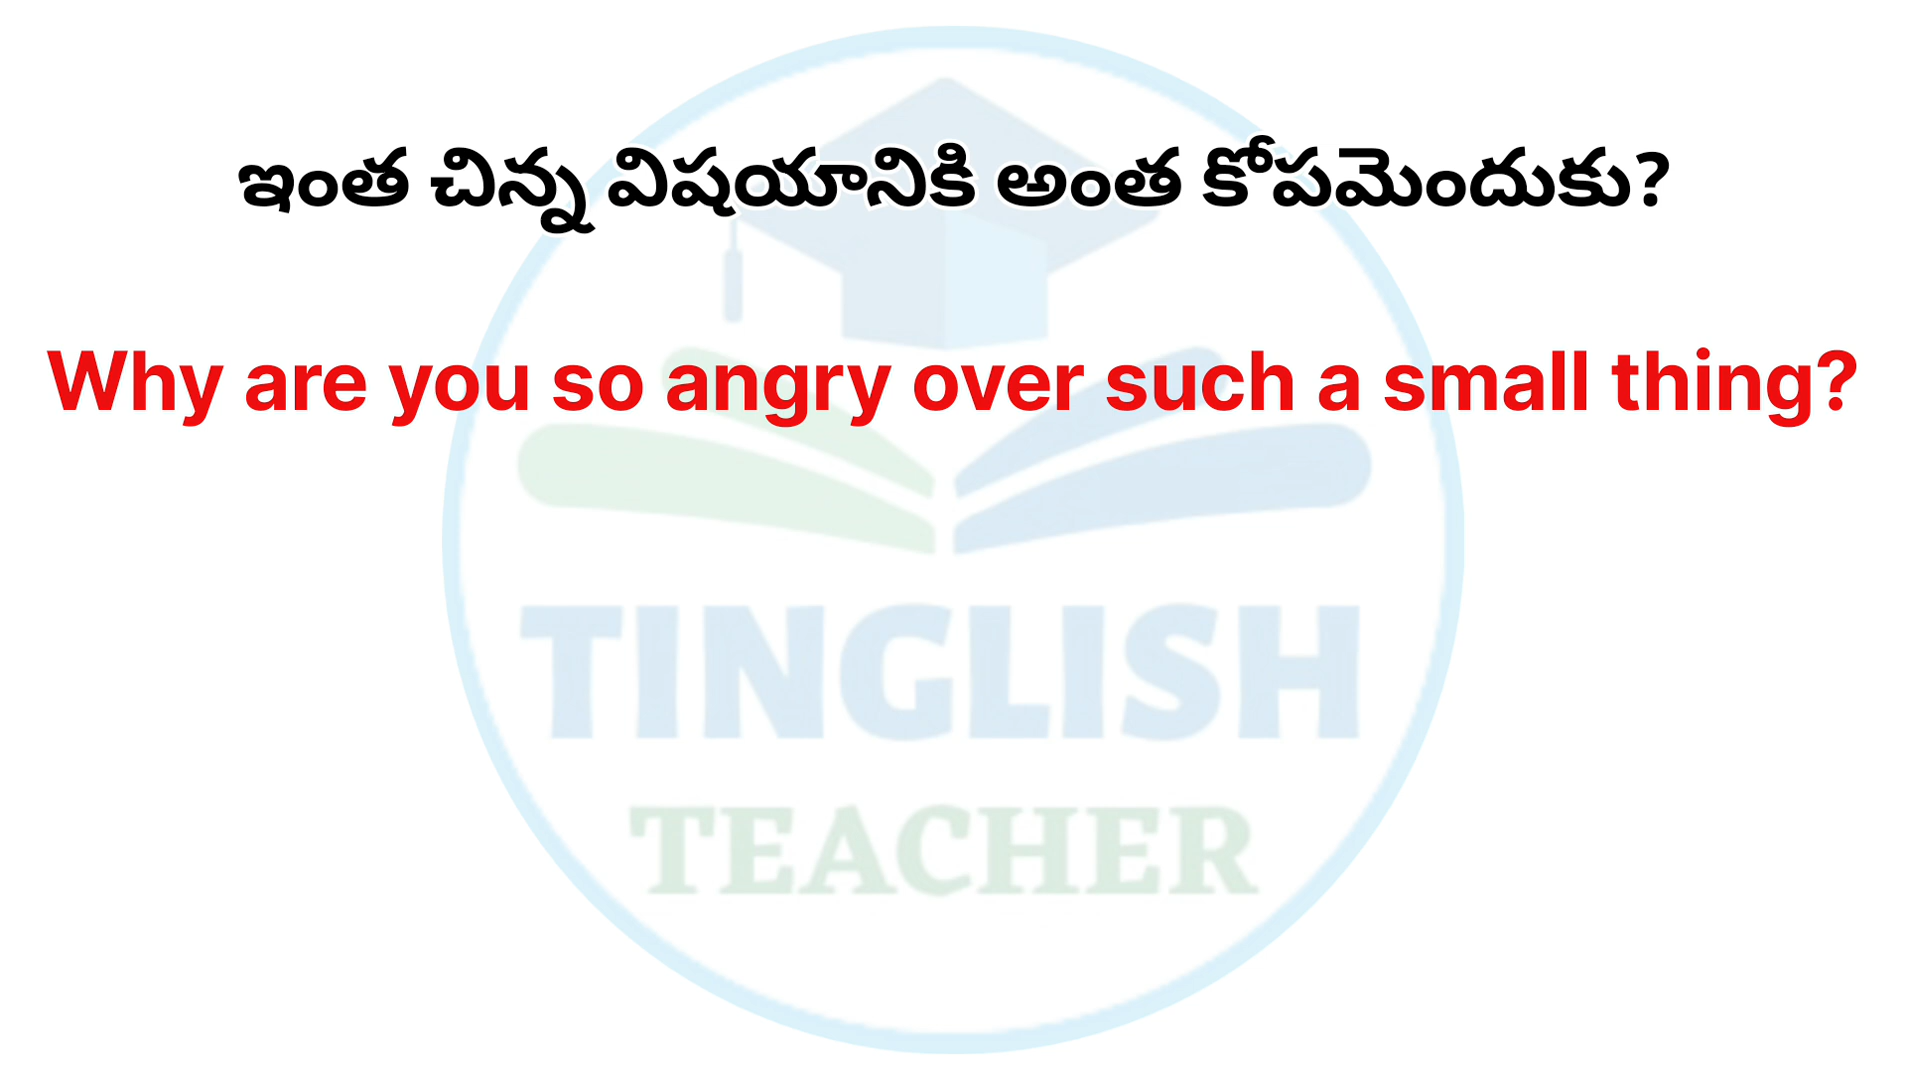 ఇంత చిన్న విషయానికి అంత కోపమెందుకు?
Why are you so angry over such a small thing?
TINGLISH
TEACHER